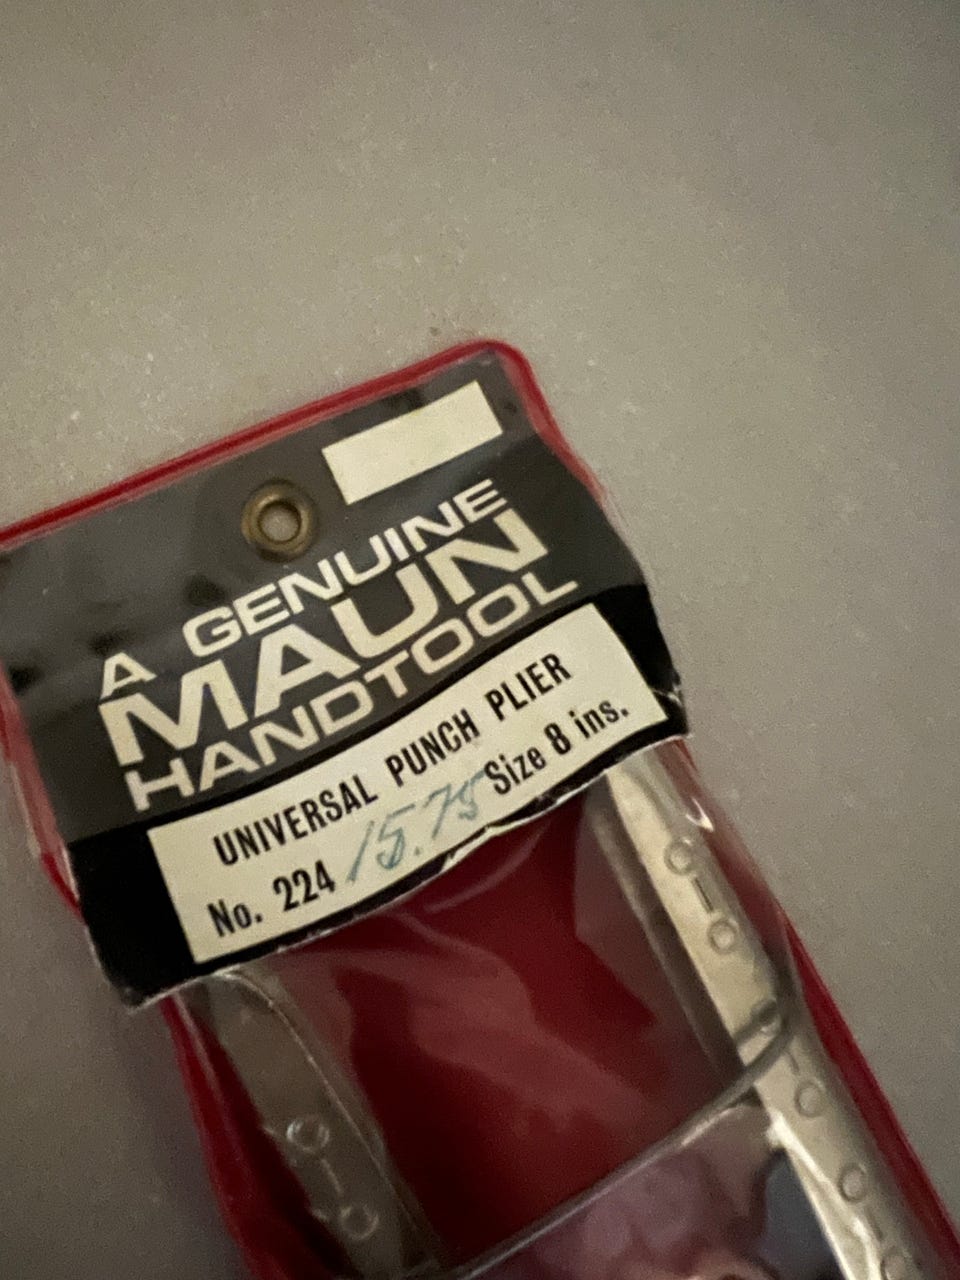 A GENUINE
MAUN
HANDTOOL
UNIVERSAL PUNCH PLIER
No. 224 15.75 Size 8 ins.